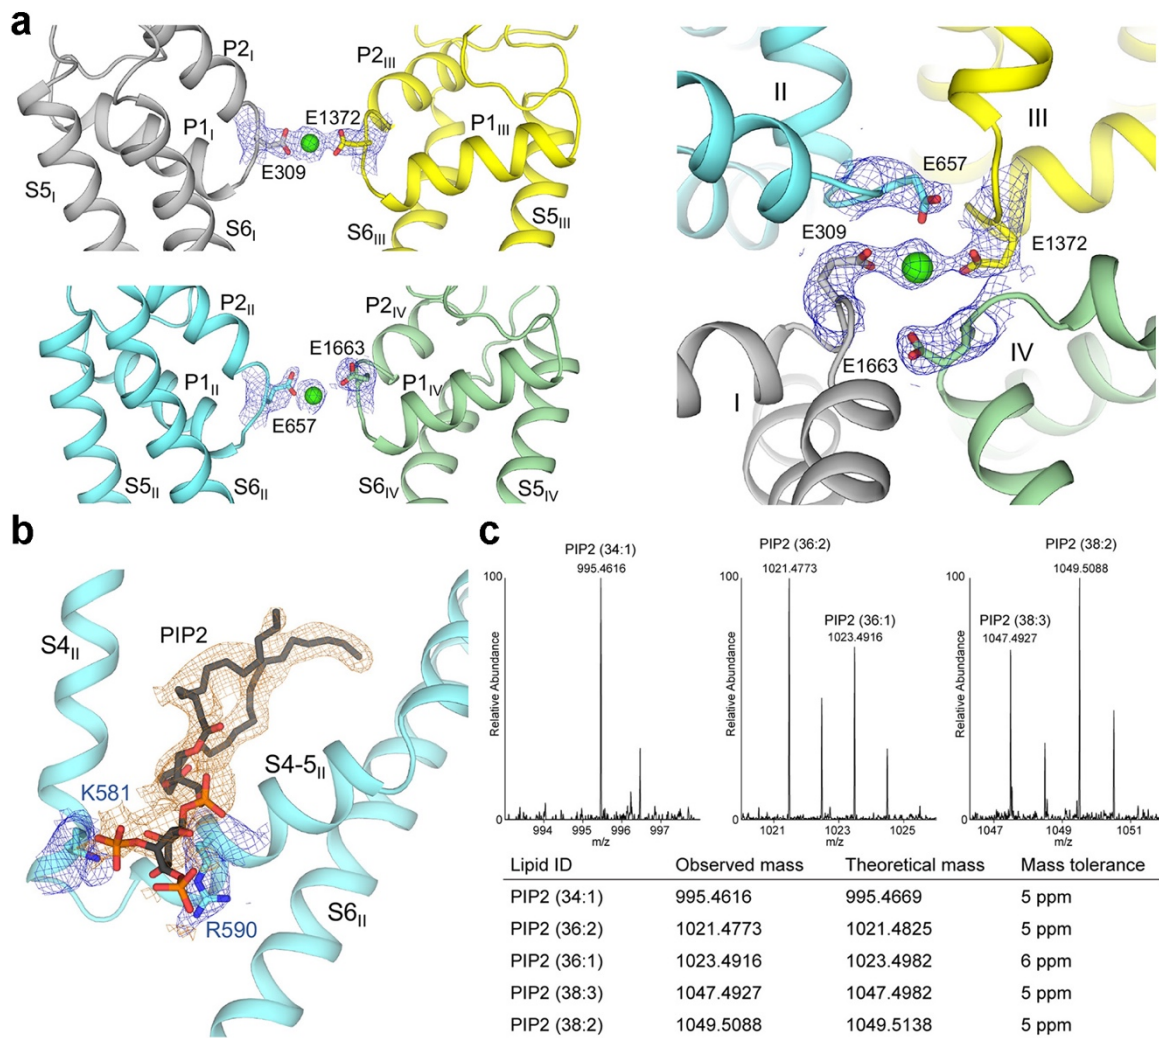 a
P2I
P2III
P1I
E1372
P1III
E309
S5I
S6I
S6III
S5III
P2II
P2IV
E1663
P1II
P1IV
E657
S5II
S6II
S6IV
S5IV
II
III
E657
E309
E1372
E1663
IV
I
b
S4II
PIP2
S4-5II
K581
R590
S6II
c
PIP2 (34:1)
995.4616
100
Relative Abundance
0
994 995 996 997
m/z
PIP2 (36:2)
1021.4773
PIP2 (36:1)
1023.4916
100
Relative Abundance
0
1021 1023 1025
m/z
PIP2 (38:2)
1049.5088
PIP2 (38:3)
1047.4927
100
Relative Abundance
0
1047 1049 1051
m/z
Lipid ID Observed mass Theoretical mass Mass tolerance
PIP2 (34:1) 995.4616 995.4669 5 ppm
PIP2 (36:2) 1021.4773 1021.4825 5 ppm
PIP2 (36:1) 1023.4916 1023.4982 6 ppm
PIP2 (38:3) 1047.4927 1047.4982 5 ppm
PIP2 (38:2) 1049.5088 1049.5138 5 ppm